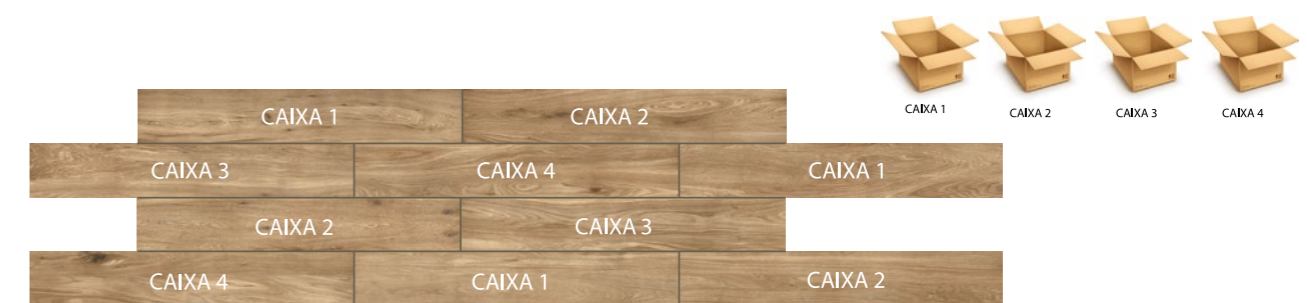 CAIXA 1
CAIXA 2
CAIXA 3
CAIXA 4
CAIXA 1 CAIXA 2
CAIXA 3 CAIXA 4 CAIXA 1
CAIXA 2 CAIXA 3
CAIXA 4 CAIXA 1 CAIXA 2